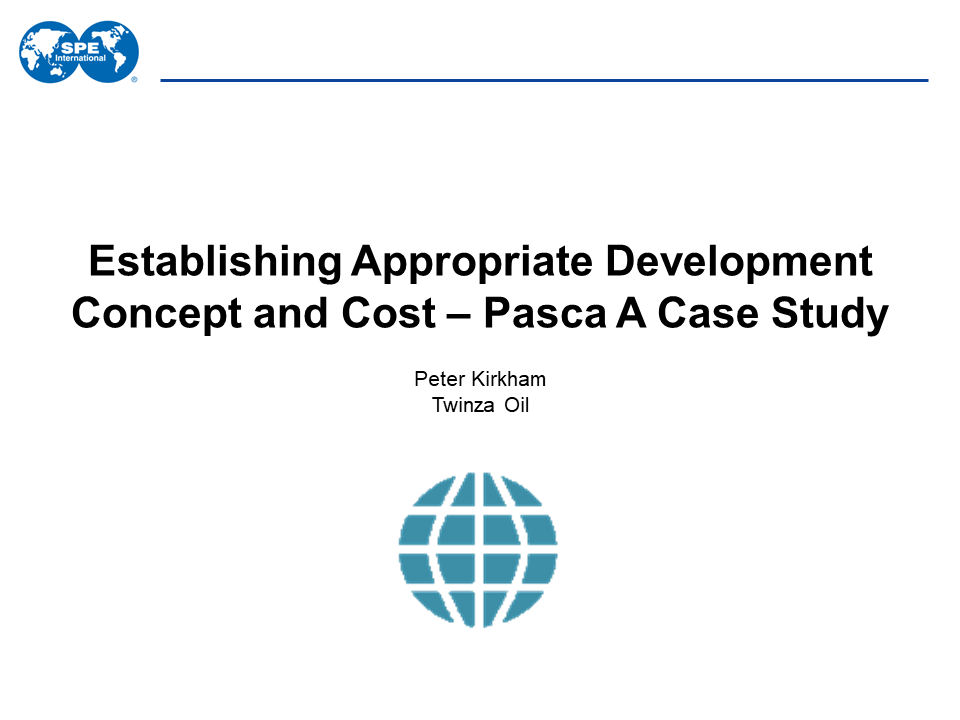 SPE
International
®
Establishing Appropriate Development
Concept and Cost – Pasca A Case Study
Peter Kirkham
Twinza Oil